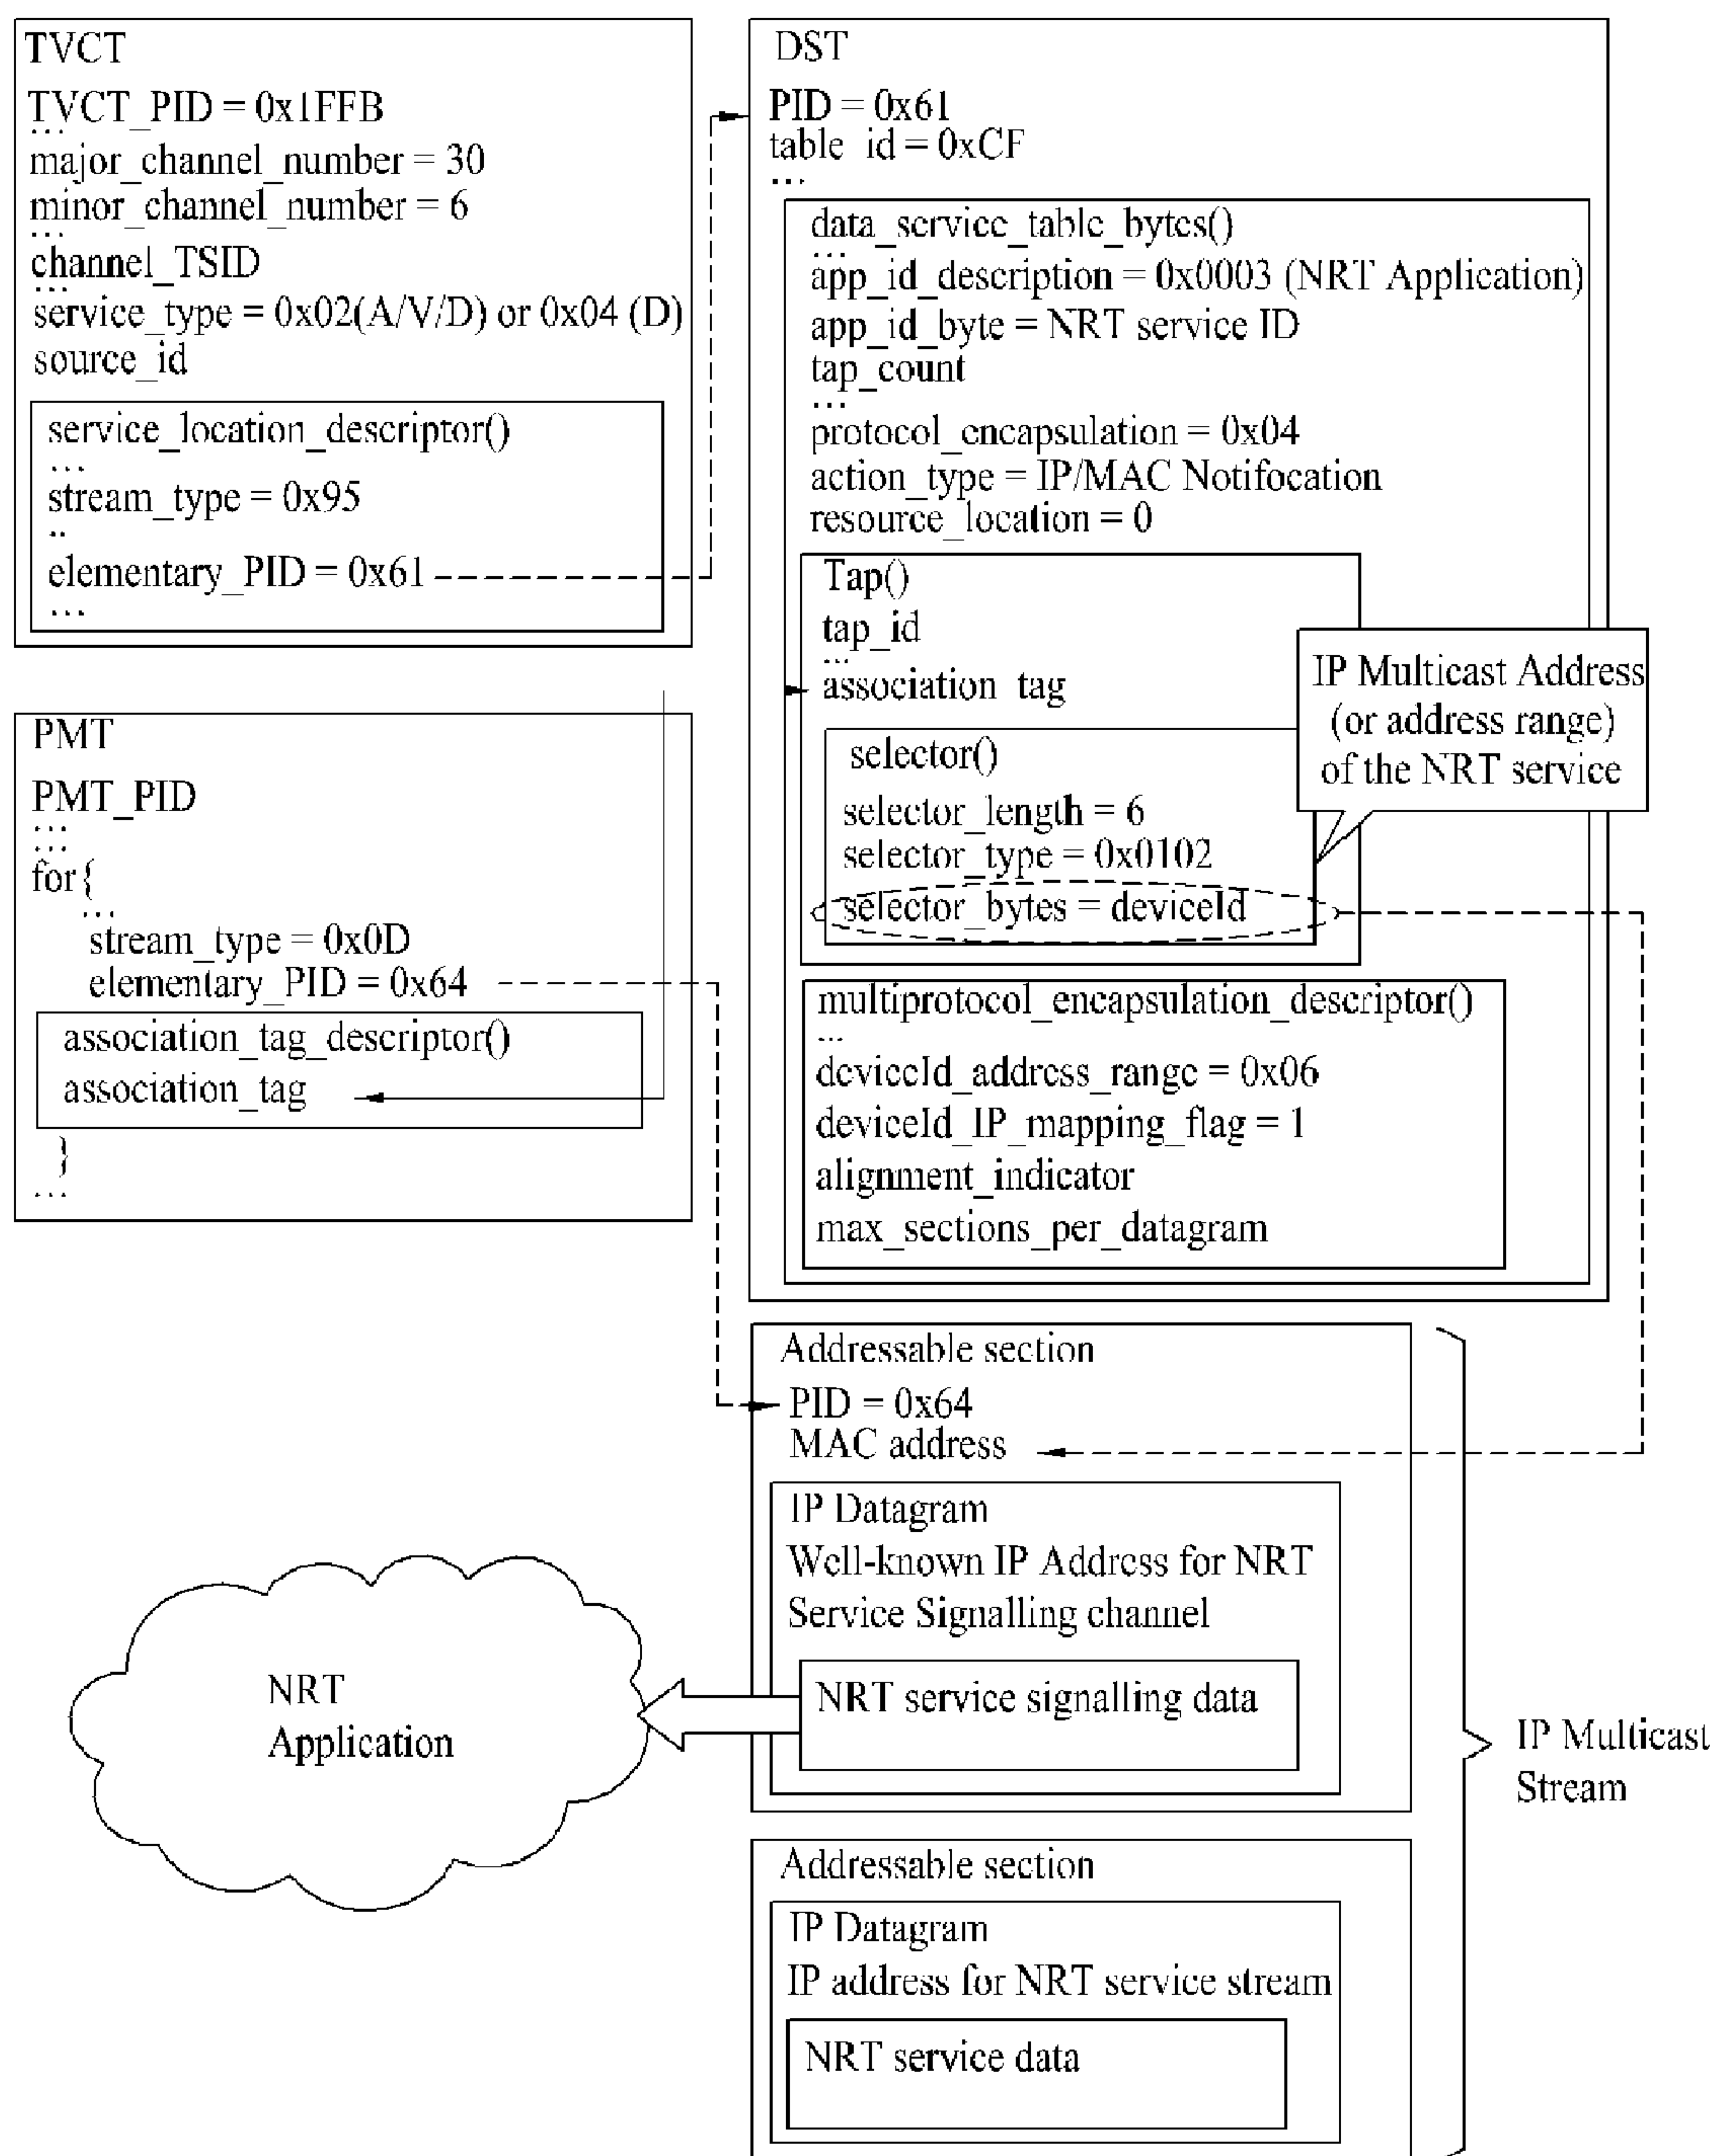 TVCT
TVCT_PID = 0x1FFB
...
major_channel_number = 30
minor_channel_number = 6
...
channel_TSID
...
service_type = 0x02(A/V/D) or 0x04 (D)
source_id
service_location_descriptor()
...
stream_type = 0x95
..
elementary_PID = 0x61
...
PMT
PMT_PID
...
...
for{
...
stream_type = 0x0D
elementary_PID = 0x64
association_tag_descriptor()
association_tag
}
...
DST
PID = 0x61
table_id = 0xCF
...
data_service_table_bytes()
...
app_id_description = 0x0003 (NRT Application)
app_id_byte = NRT service ID
tap_count
...
protocol_encapsulation = 0x04
action_type = IP/MAC Notifocation
resource_location = 0
Tap()
tap_id
...
association_tag
selector()
selector_length = 6
selector_type = 0x0102
selector_bytes = deviceId
IP Multicast Address
(or address range)
of the NRT service
multiprotocol_encapsulation_descriptor()
...
deviceId_address_range = 0x06
deviceId_IP_mapping_flag = 1
alignment_indicator
max_sections_per_datagram
Addressable section
PID = 0x64
MAC address
IP Datagram
Well-known IP Address for NRT
Service Signalling channel
NRT service signalling data
NRT
Application
IP Multicast
Stream
Addressable section
IP Datagram
IP address for NRT service stream
NRT service data